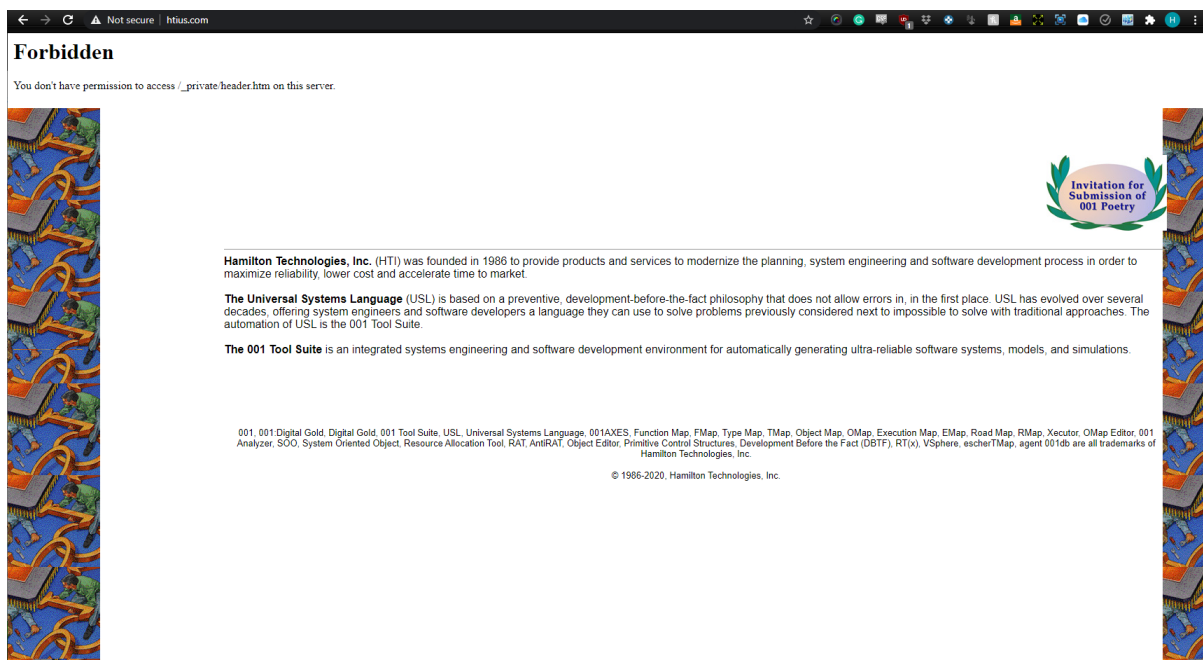 Not secure | htius.com
Forbidden
You don't have permission to access /_private/header.htm on this server.
Invitation for
Submission of
001 Poetry
Hamilton Technologies, Inc. (HTI) was founded in 1986 to provide products and services to modernize the planning, system engineering and software development process in order to
maximize reliability, lower cost and accelerate time to market.
The Universal Systems Language (USL) is based on a preventive, development-before-the-fact philosophy that does not allow errors in, in the first place. USL has evolved over several
decades, offering system engineers and software developers a language they can use to solve problems previously considered next to impossible to solve with traditional approaches. The
automation of USL is the 001 Tool Suite.
The 001 Tool Suite is an integrated systems engineering and software development environment for automatically generating ultra-reliable software systems, models, and simulations.
001, 001:Digital Gold, Digital Gold, 001 Tool Suite, USL, Universal Systems Language, 001AXES, Function Map, FMap, Type Map, TMap, Object Map, OMap, Execution Map, EMap, Road Map, RMap, Xecutor, OMap Editor, 001
Analyzer, SOO, System Oriented Object, Resource Allocation Tool, RAT, AntiRAT, Object Editor, Primitive Control Structures, Development Before the Fact (DBTF), RT(x), VSphere, escherTMap, agent 001db are all trademarks of
Hamilton Technologies, Inc.
© 1986-2020, Hamilton Technologies, Inc.